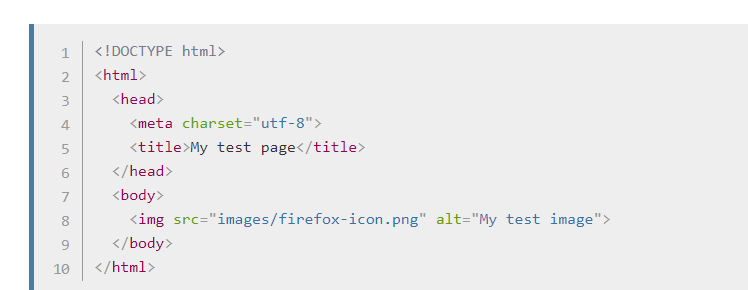 1 <!DOCTYPE html>
2 <html>
3   <head>
4     <meta charset="utf-8">
5     <title>My test page</title>
6   </head>
7   <body>
8     <img src="images/firefox-icon.png" alt="My test image">
9   </body>
10 </html>